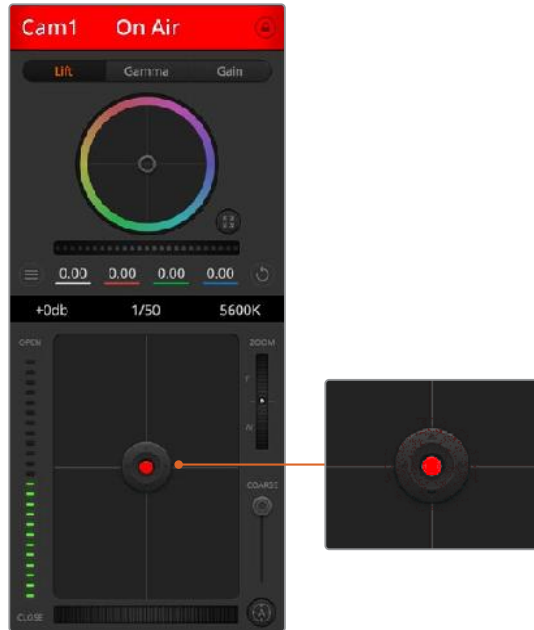 Cam1 On Air
Lift Gamma Gain
0.00 0.00 0.00 0.00
+0db 1/50 5600K
OPEN ZOOM
T
W
COARSE
CLOSE A